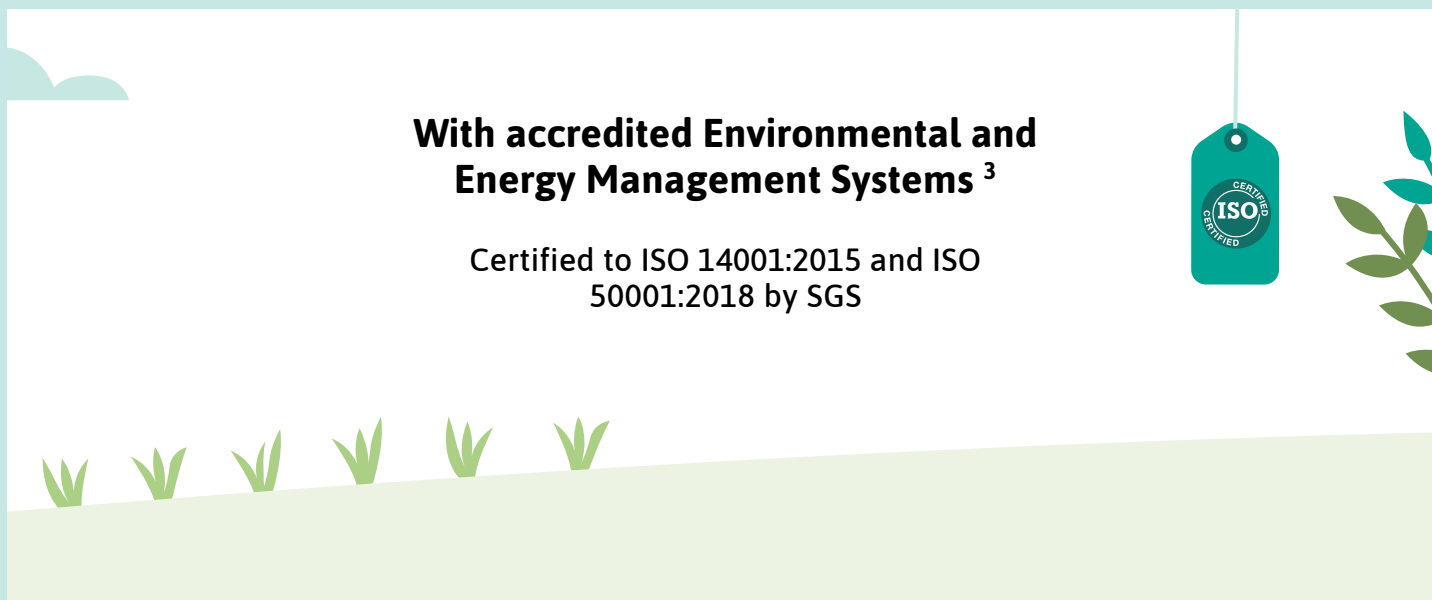 With accredited Environmental and
Energy Management Systems ³
Certified to ISO 14001:2015 and ISO
50001:2018 by SGS
CERTIFIED
ISO
CERTIFIED